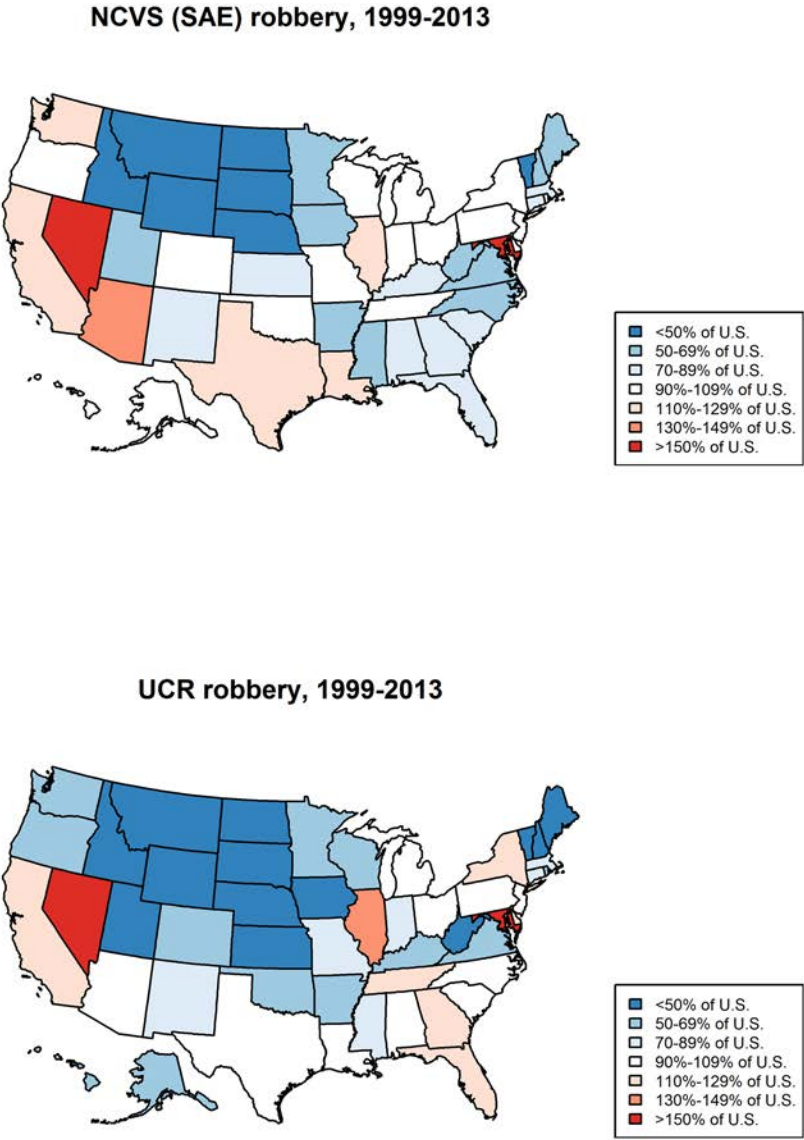 NCVS (SAE) robbery, 1999-2013
<50% of U.S.
50-69% of U.S.
70-89% of U.S.
90%-109% of U.S.
110%-129% of U.S.
130%-149% of U.S.
>150% of U.S.
UCR robbery, 1999-2013
<50% of U.S.
50-69% of U.S.
70-89% of U.S.
90%-109% of U.S.
110%-129% of U.S.
130%-149% of U.S.
>150% of U.S.